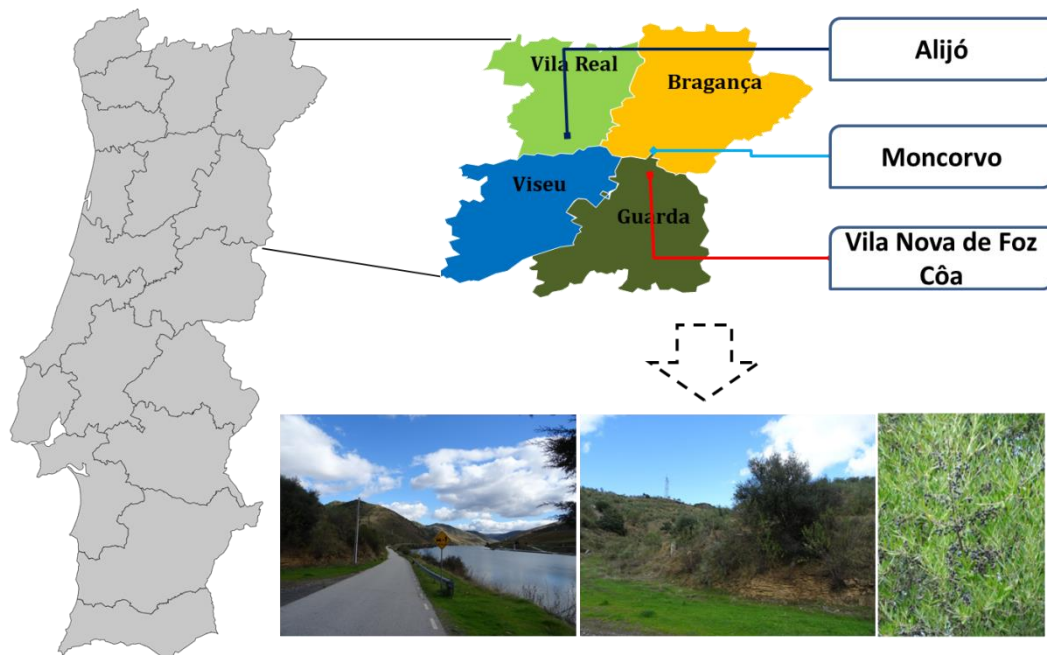 Vila Real
Bragança
Viseu
Guarda
Alijó
Moncorvo
Vila Nova de Foz
Côa